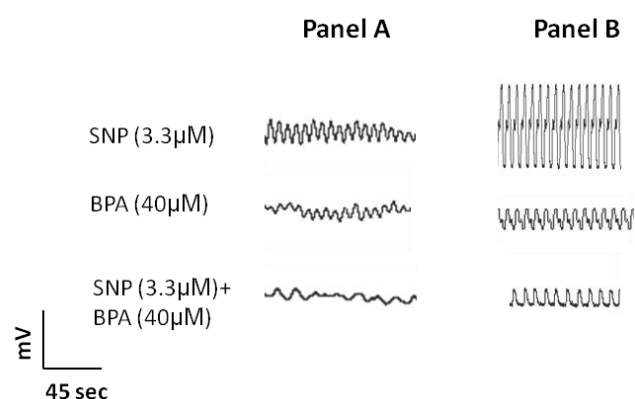 Panel A
Panel B
SNP (3.3μM)
BPA (40μM)
SNP (3.3μM)+
BPA (40μM)
mV
45 sec